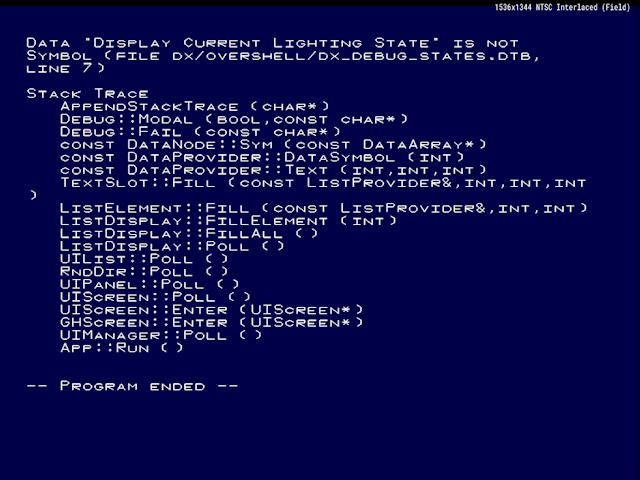 1536x1344 NTSC Interlaced (Field)
Data "Display Current Lighting State" is not
Symbol (file dx/overshell/dx_debug_states.dtb,
line 7)
Stack Trace
AppendStackTrace (char*)
Debug::Modal (bool,const char*)
Debug::Fail (const char*)
const DataNode::Sym (const DataArray*)
const DataProvider::DataSymbol (int)
const DataProvider::Text (int,int,int)
TextSlot::Fill (const ListProvider&,int,int,int
)
ListElement::Fill (const ListProvider&,int,int)
ListDisplay::FillElement (int)
ListDisplay::FillAll ()
ListDisplay::Poll ()
UIList::Poll ()
RndDir::Poll ()
UIPanel::Poll ()
UIScreen::Poll ()
UIScreen::Enter (UIScreen*)
GHScreen::Enter (UIScreen*)
UIManager::Poll ()
App::Run ()
-- Program ended --